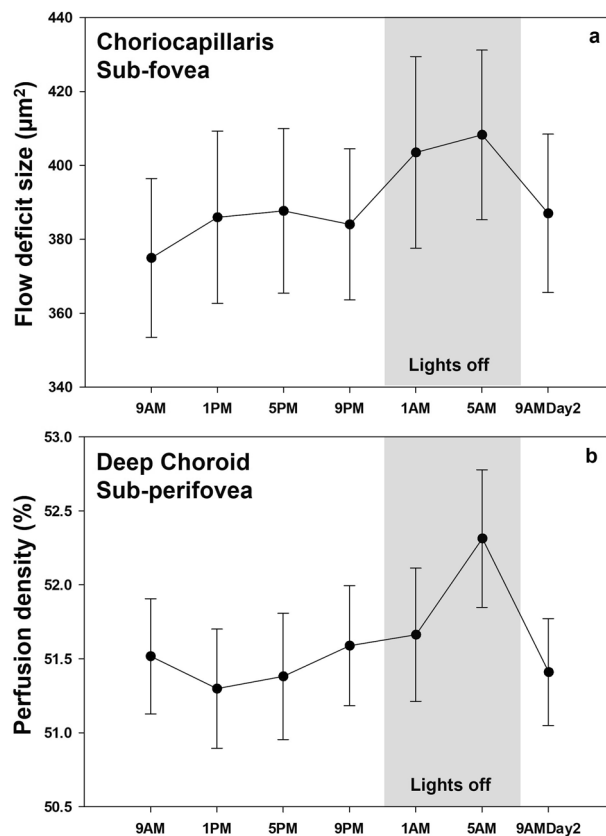 Choriocapillaris
Sub-fovea
a
Flow deficit size (µm²)
440
420
400
380
360
340
Lights off
9AM 1PM 5PM 9PM 1AM 5AM 9AMDay2
Deep Choroid
Sub-perifovea
b
Perfusion density (%)
53.0
52.5
52.0
51.5
51.0
50.5
Lights off
9AM 1PM 5PM 9PM 1AM 5AM 9AMDay2